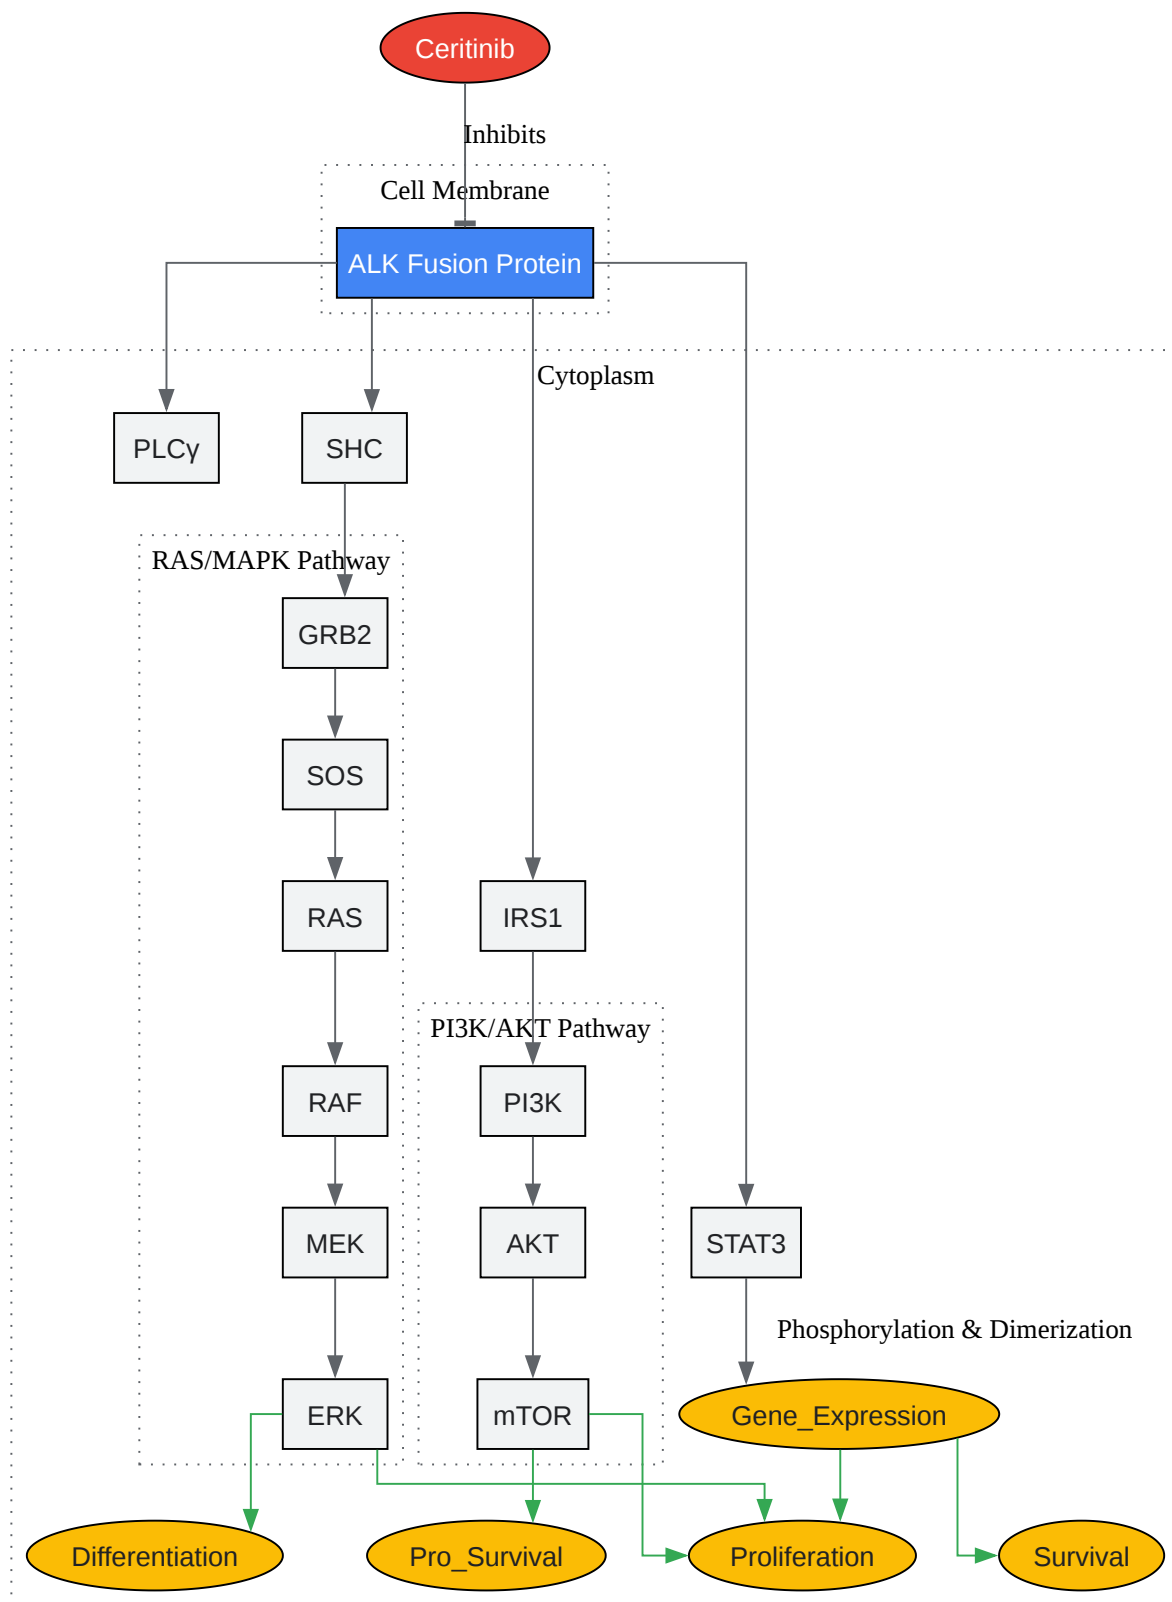 Ceritinib
Inhibits
Cell Membrane
ALK Fusion Protein
Cytoplasm
PLCγ
SHC
RAS/MAPK Pathway
GRB2
SOS
RAS
IRS1
PI3K/AKT Pathway
RAF
PI3K
MEK
AKT
STAT3
Phosphorylation & Dimerization
ERK
mTOR
Gene_Expression
Differentiation
Pro_Survival
Proliferation
Survival